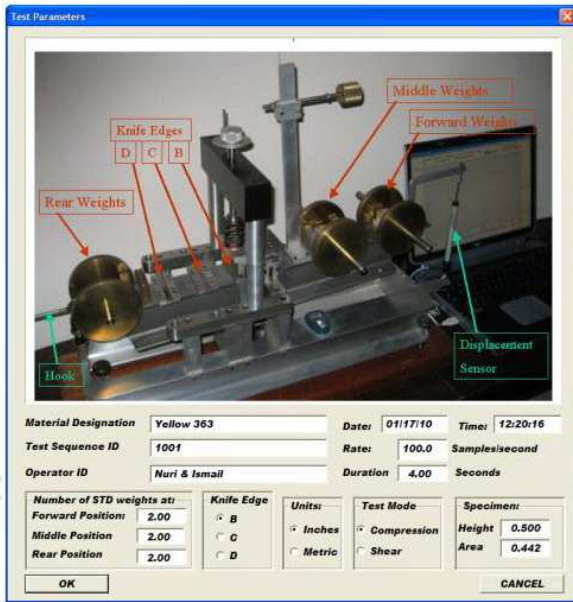 Test Parameters
Middle Weights
Forward Weights
Knife Edges
D C B
Rear Weights
Displacement
Sensor
Hook
Material Designation Yellow 363 Date: 01/17/10 Time: 12:20:16
Test Sequence ID 1001 Rate: 100.0 Samples/second
Operator ID Nuri & Ismail Duration 4.00 Seconds
Number of STD weights at: Knife Edge Units: Test Mode Specimen:
Forward Position: 2.00 B Inches Compression Height 0.500
Middle Position 2.00 C Metric Shear Area 0.442
Rear Position 2.00 D
OK CANCEL